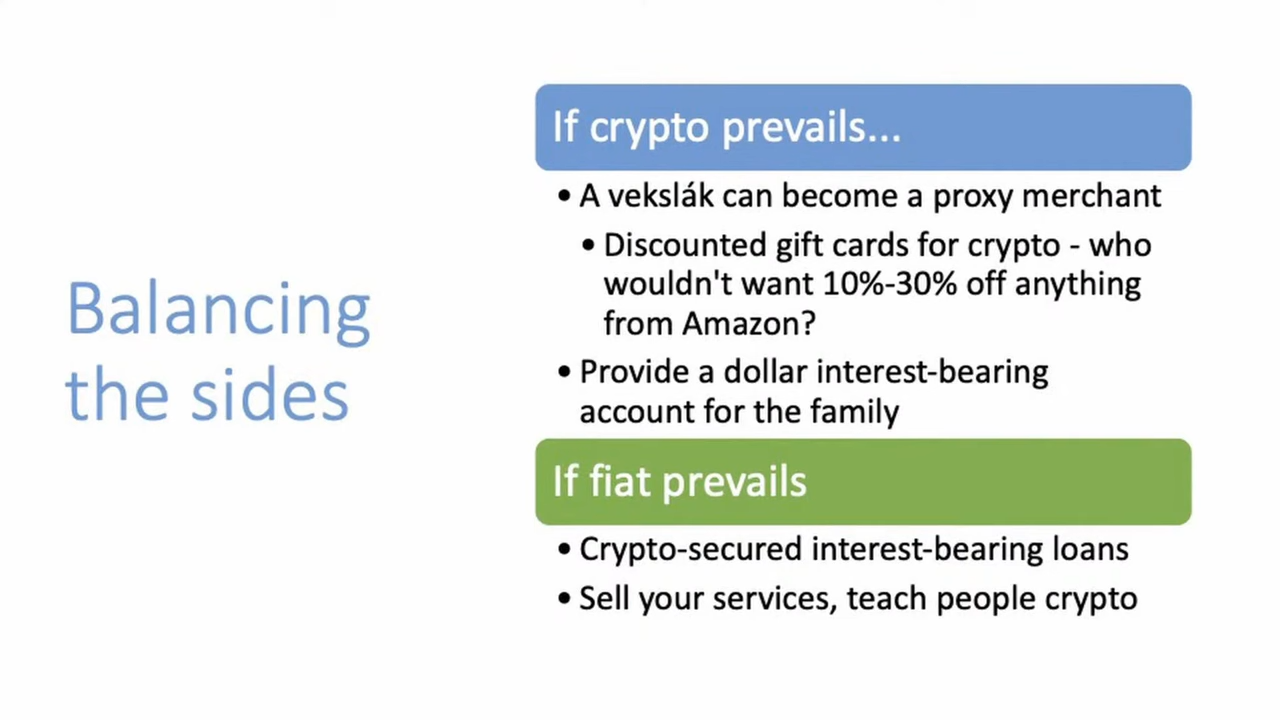 Balancing
the sides
If crypto prevails...
• A vekslák can become a proxy merchant
• Discounted gift cards for crypto - who
wouldn't want 10%-30% off anything
from Amazon?
• Provide a dollar interest-bearing
account for the family
If fiat prevails
• Crypto-secured interest-bearing loans
• Sell your services, teach people crypto